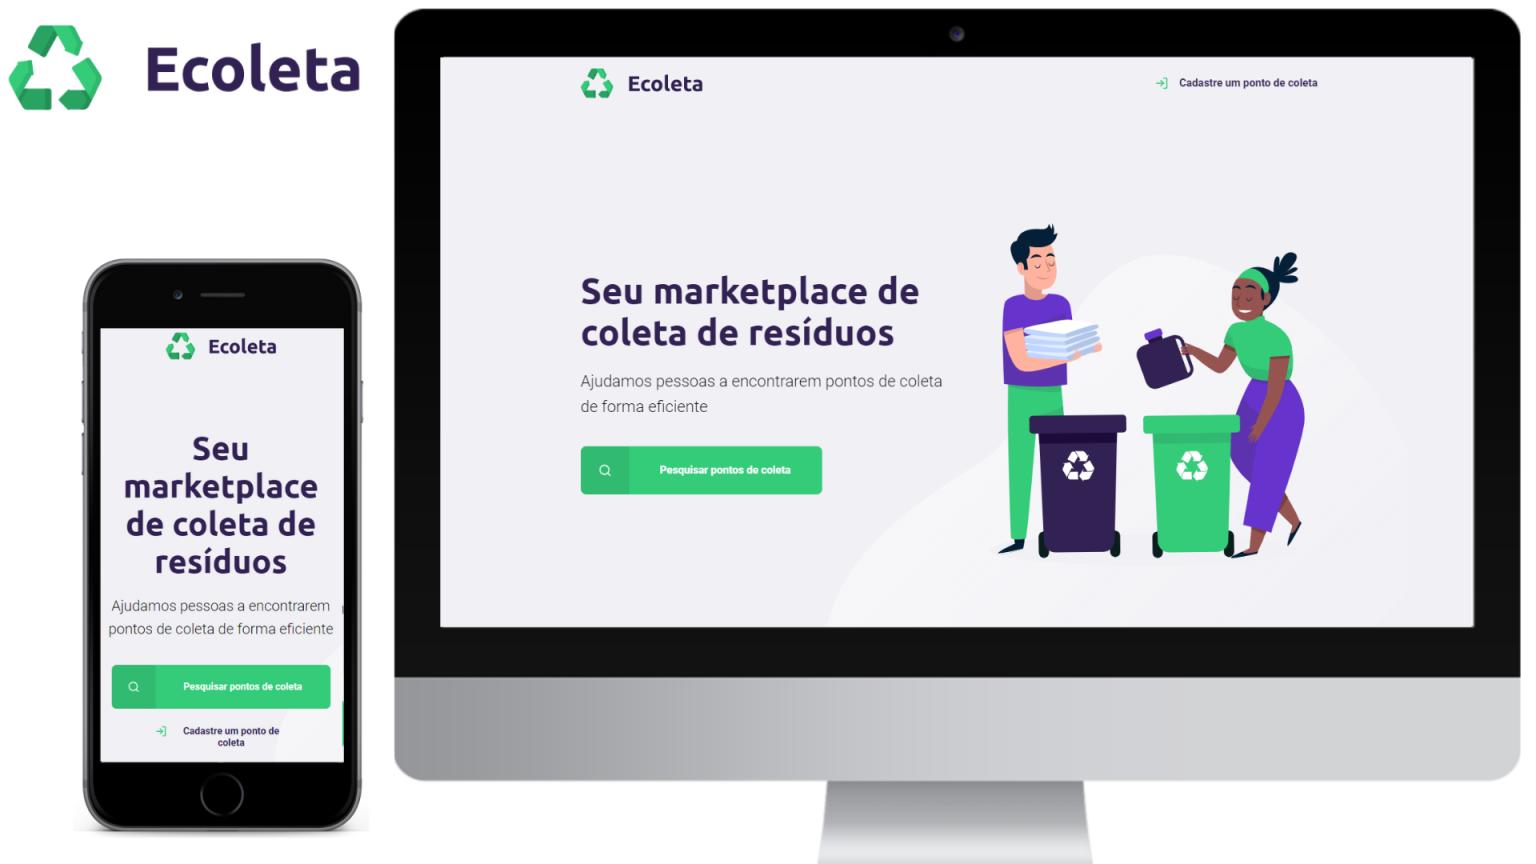 Ecoleta
Ecoleta
Cadastre um ponto de coleta
Seu marketplace de
coleta de resíduos
Ajudamos pessoas a encontrarem pontos de coleta
de forma eficiente
Pesquisar pontos de coleta
Ecoleta
Seu
marketplace
de coleta de
resíduos
Ajudamos pessoas a encontrarem
pontos de coleta de forma eficiente
Pesquisar pontos de coleta
Cadastre um ponto de
coleta